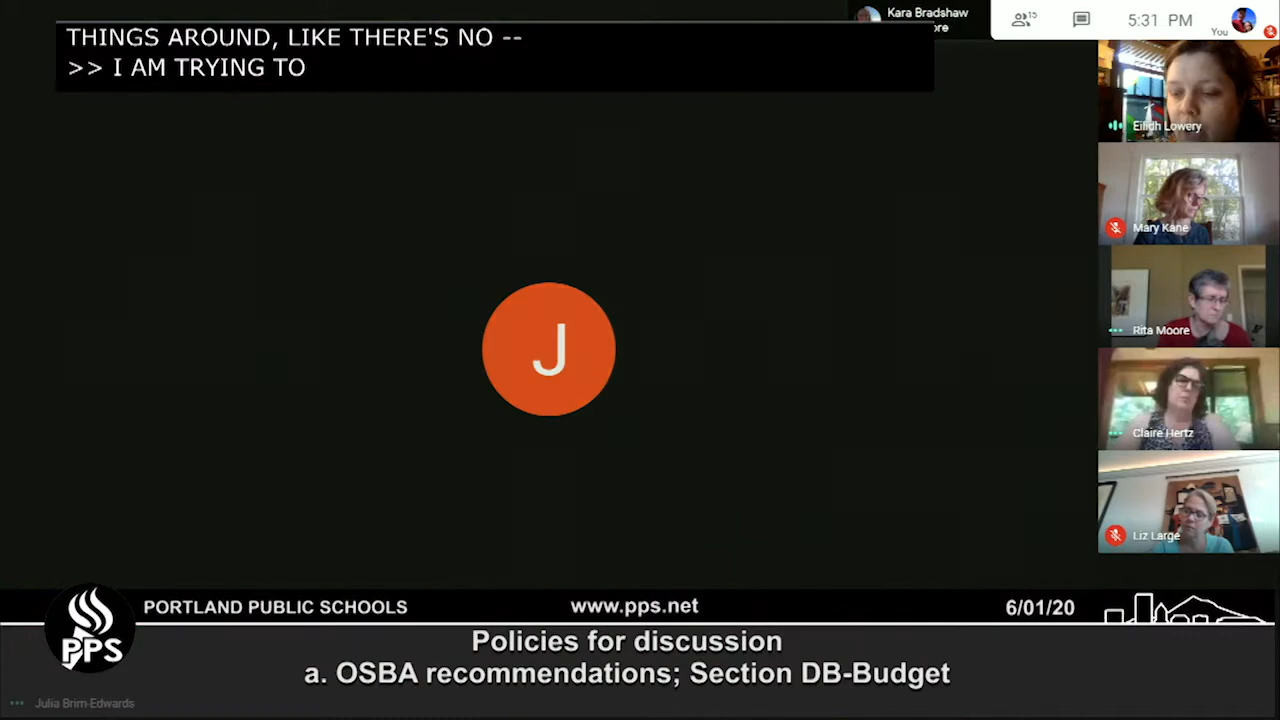 THINGS AROUND, LIKE THERE'S NO --
>> I AM TRYING TO
Kara Bradshaw
ore
15
5:31 PM
You
Eilidh Lowery
Mary Kane
Rita Moore
Claire Hertz
Liz Large
J
PPS
PORTLAND PUBLIC SCHOOLS
www.pps.net
6/01/20
Policies for discussion
a. OSBA recommendations; Section DB-Budget
Julia Brim-Edwards